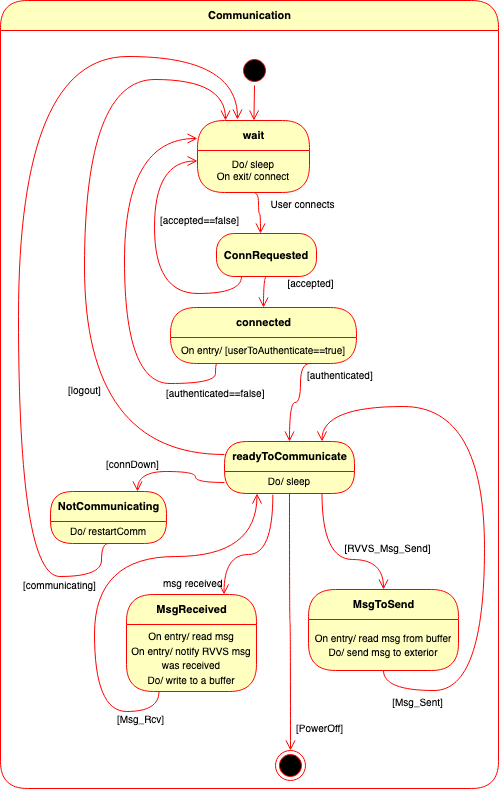 Communication
wait
Do/ sleep
On exit/ connect
User connects
[accepted==false]
ConnRequested
[accepted]
connected
On entry/ [userToAuthenticate==true]
[authenticated]
[logout]
[authenticated==false]
readyToCommunicate
Do/ sleep
[connDown]
NotCommunicating
Do/ restartComm
[RVVS_Msg_Send]
[communicating]
msg received
MsgReceived
On entry/ read msg
On entry/ notify RVVS msg
was received
Do/ write to a buffer
MsgToSend
On entry/ read msg from buffer
Do/ send msg to exterior
[Msg_Sent]
[Msg_Rcv]
[PowerOff]